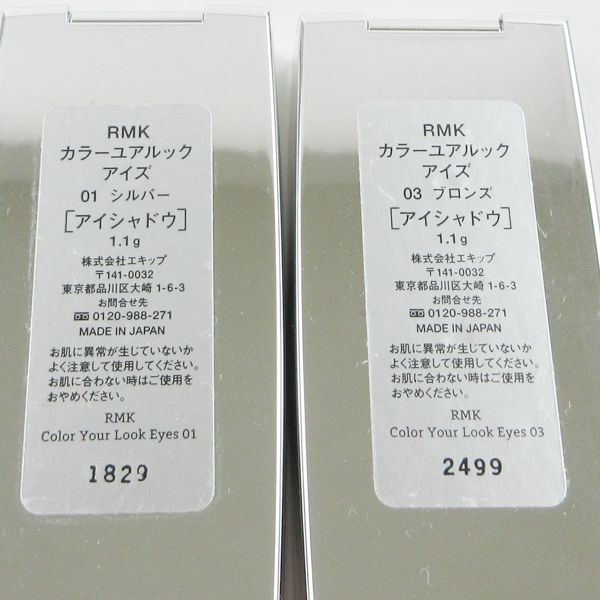 RMK
カラーユアルック
アイズ
01 シルバー
[アイシャドウ]
1.1g
株式会社エキップ
〒141-0032
東京都品川区大崎1-6-3
お問合せ先
☎0120-988-271
MADE IN JAPAN
お肌に異常が生じていないか
よく注意して使用してください。
お肌に合わない時はご使用を
おやめください。
RMK
Color Your Look Eyes 01
1829
RMK
カラーユアルック
アイズ
03 ブロンズ
[アイシャドウ]
1.1g
株式会社エキップ
〒141-0032
東京都品川区大崎1-6-3
お問合せ先
☎0120-988-271
MADE IN JAPAN
お肌に異常が生じていないか
よく注意して使用してください。
お肌に合わない時はご使用を
おやめください。
RMK
Color Your Look Eyes 03
2499